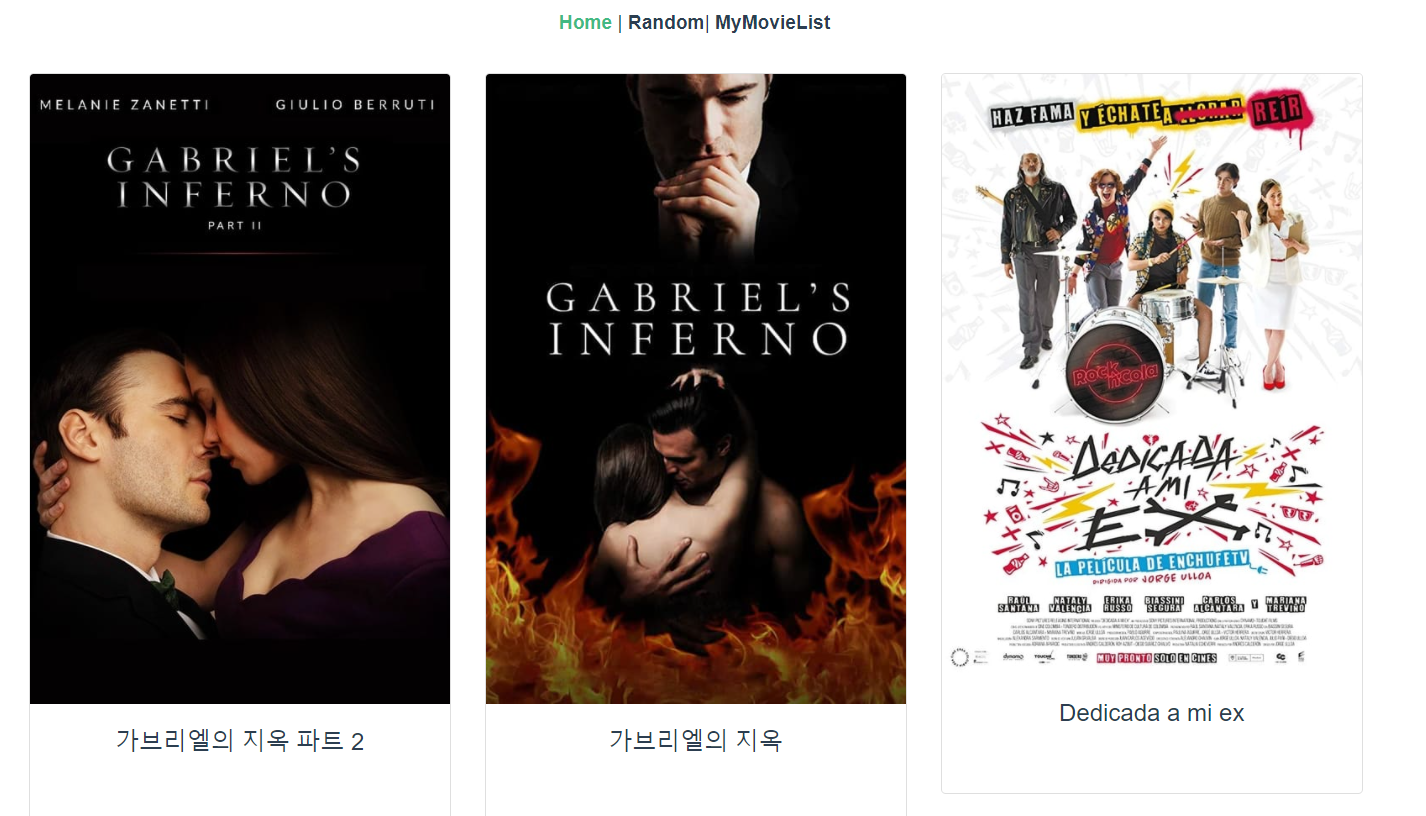 Home | Random| MyMovieList
MELANIE ZANETTI GIULIO BERRUTI
GABRIEL'S
INFERNO
PART II
가브리엘의 지옥 파트 2
GABRIEL'S
INFERNO
가브리엘의 지옥
HAZ FAMA Y ÉCHATE A LLORAR REÍR
Rock n' Cola
DEDICADA
A MI
EX
LA PELÍCULA DE ENCHUFETV
DIRIGIDA POR JORGE ULLOA
RAÚL SANTANA NATALY VALENCIA ERIKA RUSSO BIASSINI SEGURA CARLOS ALCÁNTARA Y MARIANA TREVIÑO
MUY PRONTO SOLO EN CINES
Dedicada a mi ex